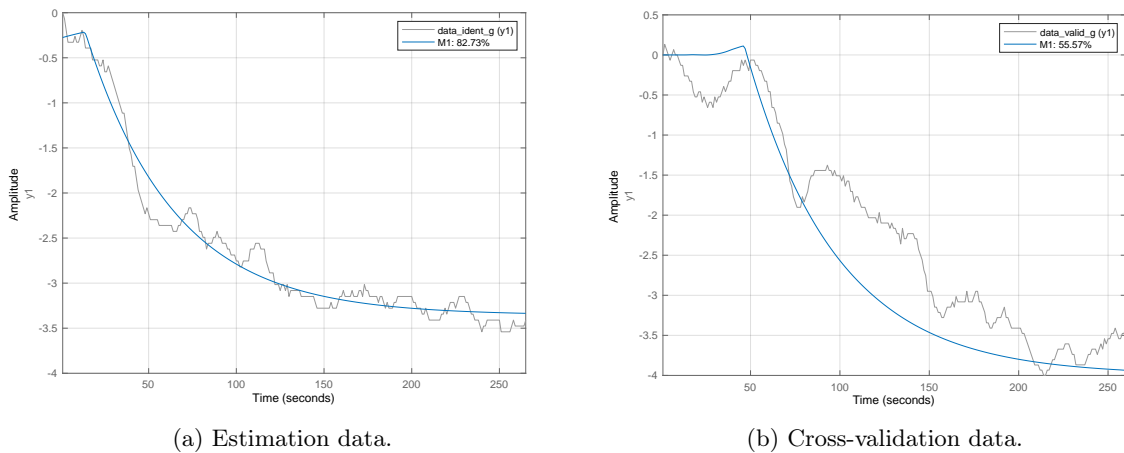 data_ident_g (y1)
M1: 82.73%
0
-0.5
-1
-1.5
-2
-2.5
-3
-3.5
-4
Amplitude
y1
50
100
150
200
250
Time (seconds)
(a) Estimation data.
data_valid_g (y1)
M1: 55.57%
0.5
0
-0.5
-1
-1.5
-2
-2.5
-3
-3.5
-4
Amplitude
y1
50
100
150
200
250
Time (seconds)
(b) Cross-validation data.